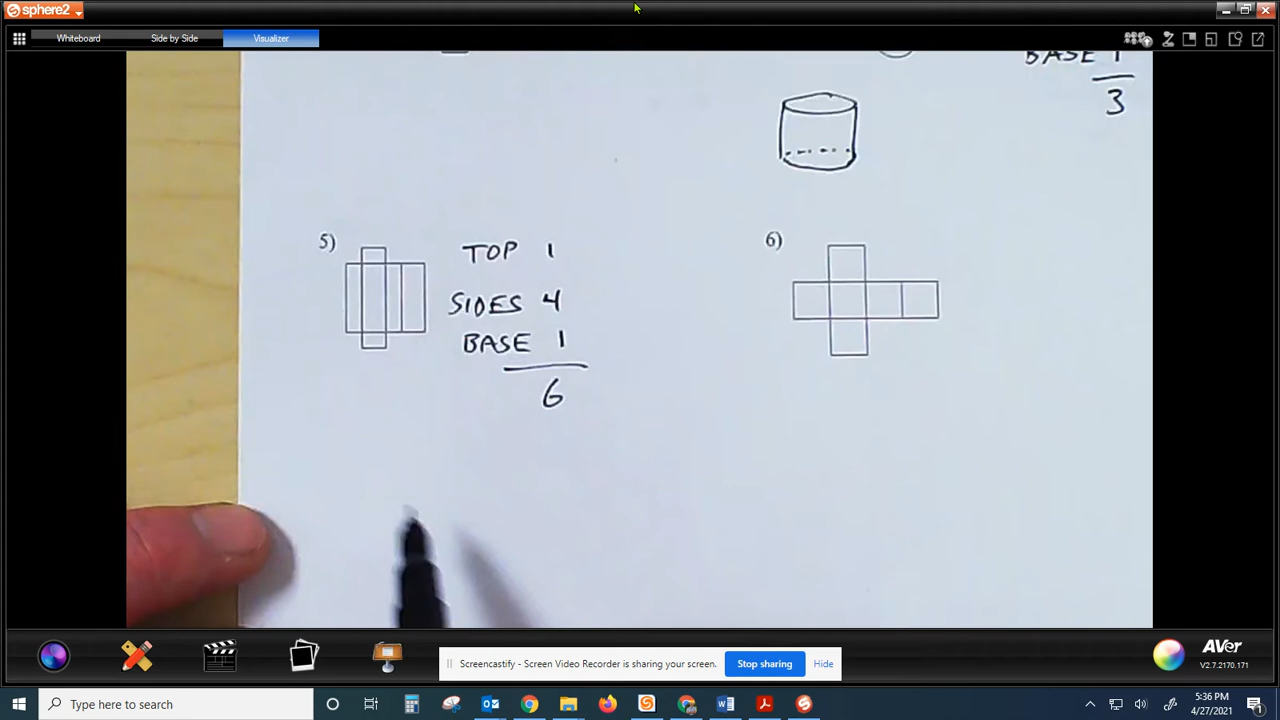 sphere2
Whiteboard
Side by Side
Visualizer
BASE 1
3
5)
TOP 1
SIDES 4
BASE 1
6
6)
Screencastify - Screen Video Recorder is sharing your screen.
Stop sharing
Hide
AVer
V2.7.2170.171
Type here to search
5:36 PM
4/27/2021